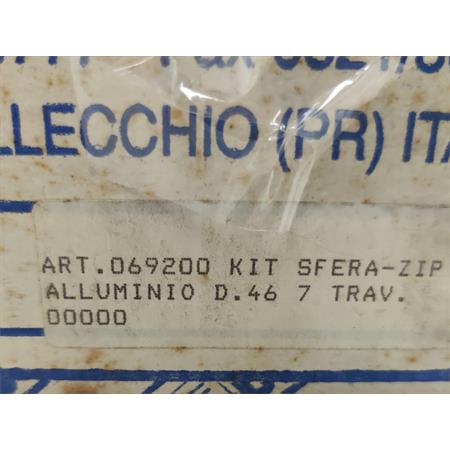 LLECCHIO (PR) ITA
ART.069200 KIT SFERA-ZIP
ALLUMINIO D.46 7 TRAV.
00000